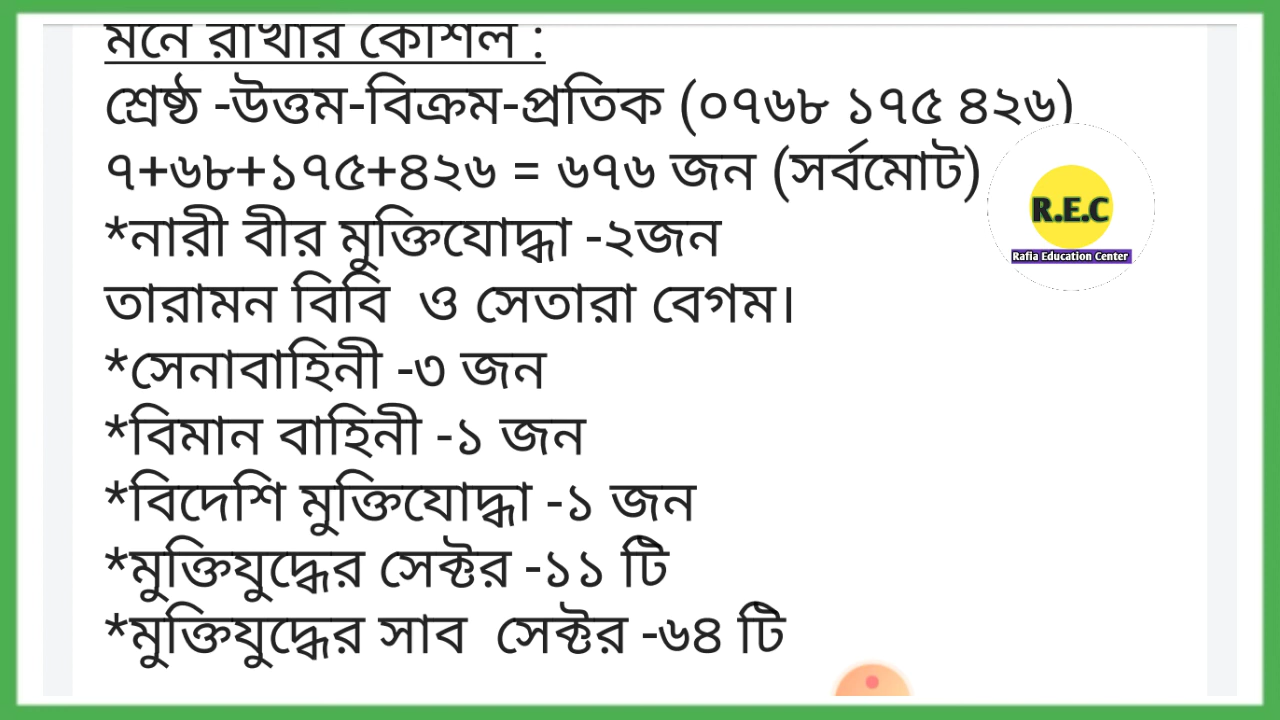 মনে রাখার কৌশল :
শ্রেষ্ঠ -উত্তম-বিক্রম-প্রতিক (০৭৬৮ ১৭৫ ৪২৬)
৭+৬৮+১৭৫+৪২৬ = ৬৭৬ জন (সর্বমোট)
R.E.C
Rafia Education Center
*নারী বীর মুক্তিযোদ্ধা -২জন
তারামন বিবি ও সেতারা বেগম।
*সেনাবাহিনী -৩ জন
*বিমান বাহিনী -১ জন
*বিদেশি মুক্তিযোদ্ধা -১ জন
*মুক্তিযুদ্ধের সেক্টর -১১ টি
*মুক্তিযুদ্ধের সাব সেক্টর -৬৪ টি